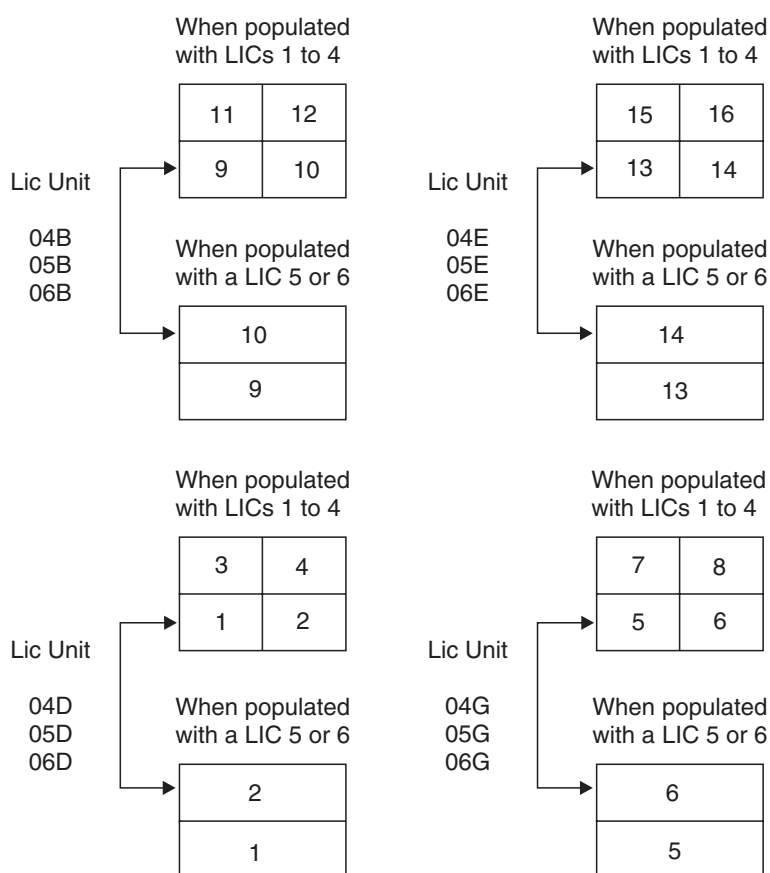 When populated
with LICs 1 to 4
11 12
9 10
Lic Unit
04B
05B
06B
When populated
with a LIC 5 or 6
10
9
When populated
with LICs 1 to 4
15 16
13 14
Lic Unit
04E
05E
06E
When populated
with a LIC 5 or 6
14
13
When populated
with LICs 1 to 4
3 4
1 2
Lic Unit
04D
05D
06D
When populated
with a LIC 5 or 6
2
1
When populated
with LICs 1 to 4
7 8
5 6
Lic Unit
04G
05G
06G
When populated
with a LIC 5 or 6
6
5